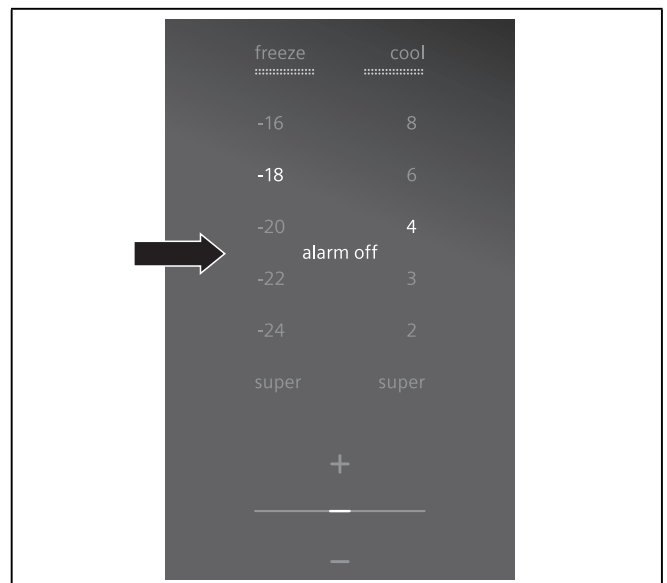 freeze cool
-16 8
-18 6
-20 4
alarm off
-22 3
-24 2
super super
+
–